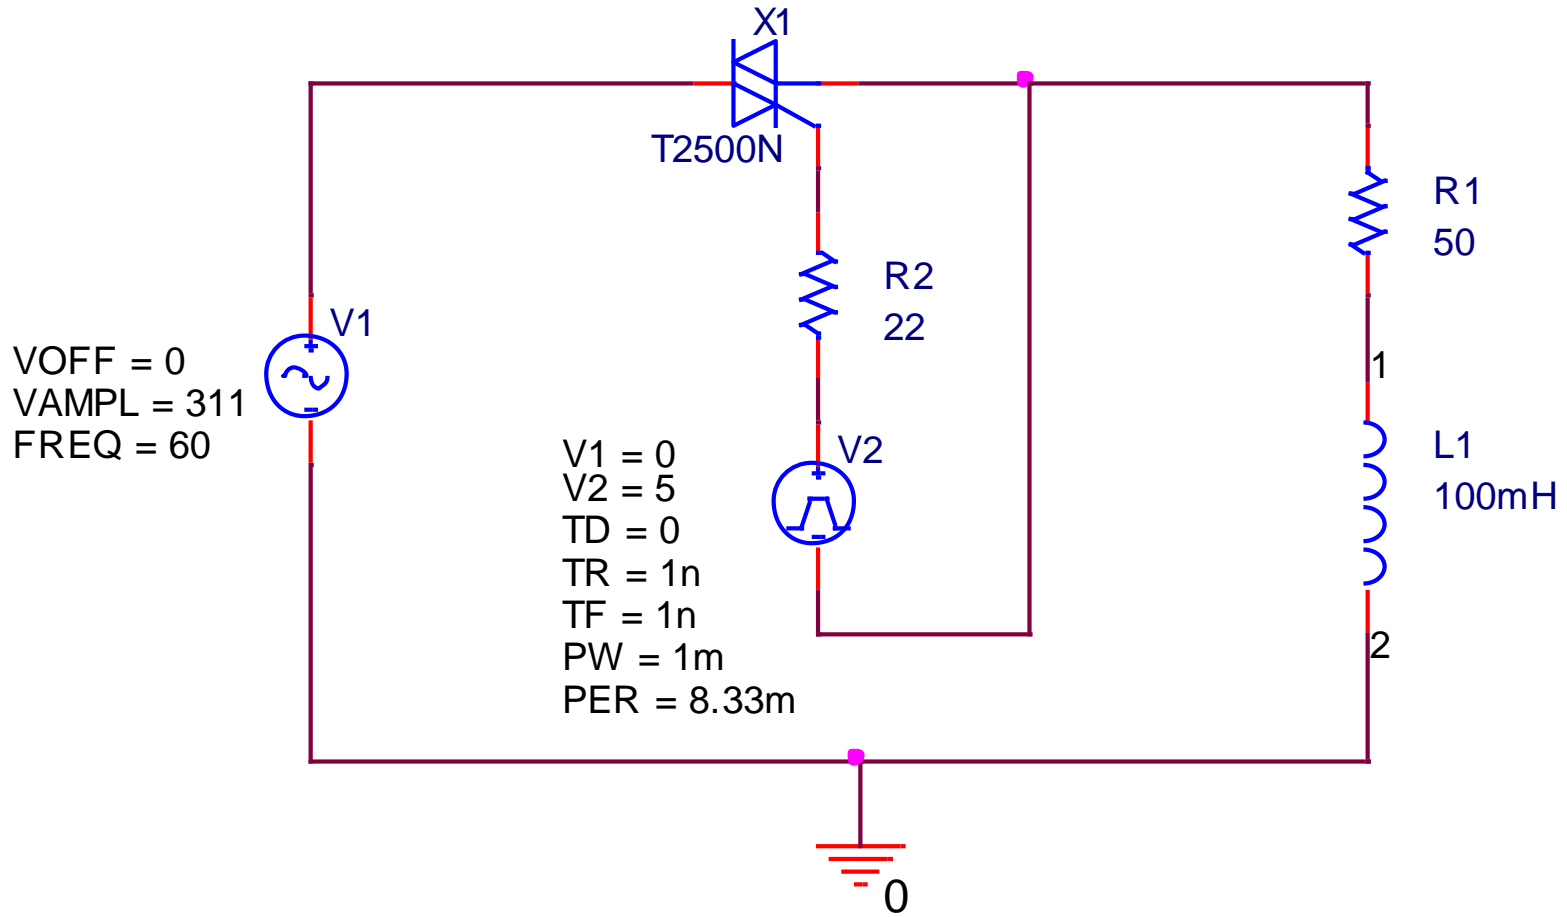 X1
T2500N
R1
50
R2
22
V1
VOFF = 0
VAMPL = 311
FREQ = 60
1
V2
V1 = 0
V2 = 5
TD = 0
TR = 1n
TF = 1n
PW = 1m
PER = 8.33m
L1
100mH
2
0